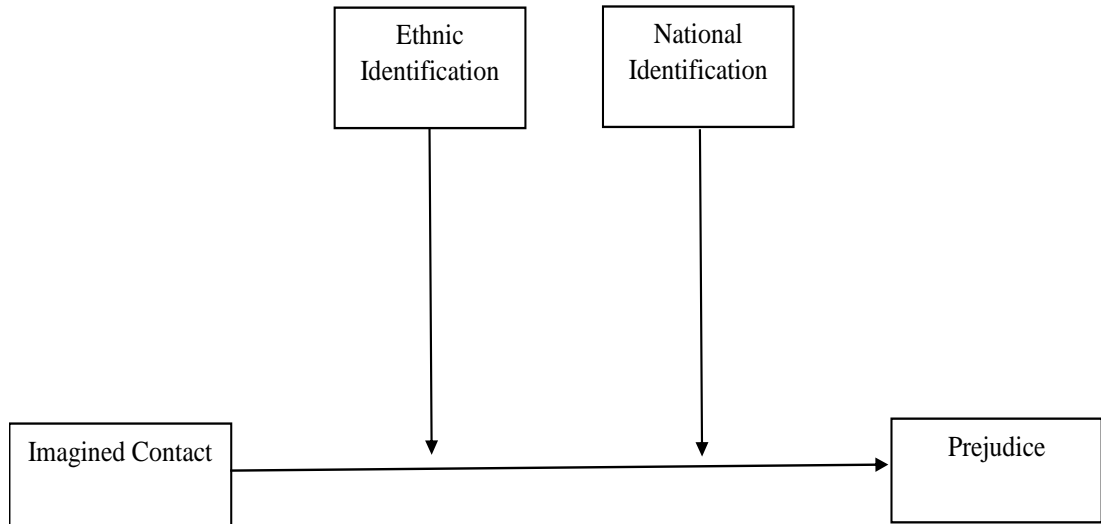 Ethnic
Identification
National
Identification
Imagined Contact
Prejudice